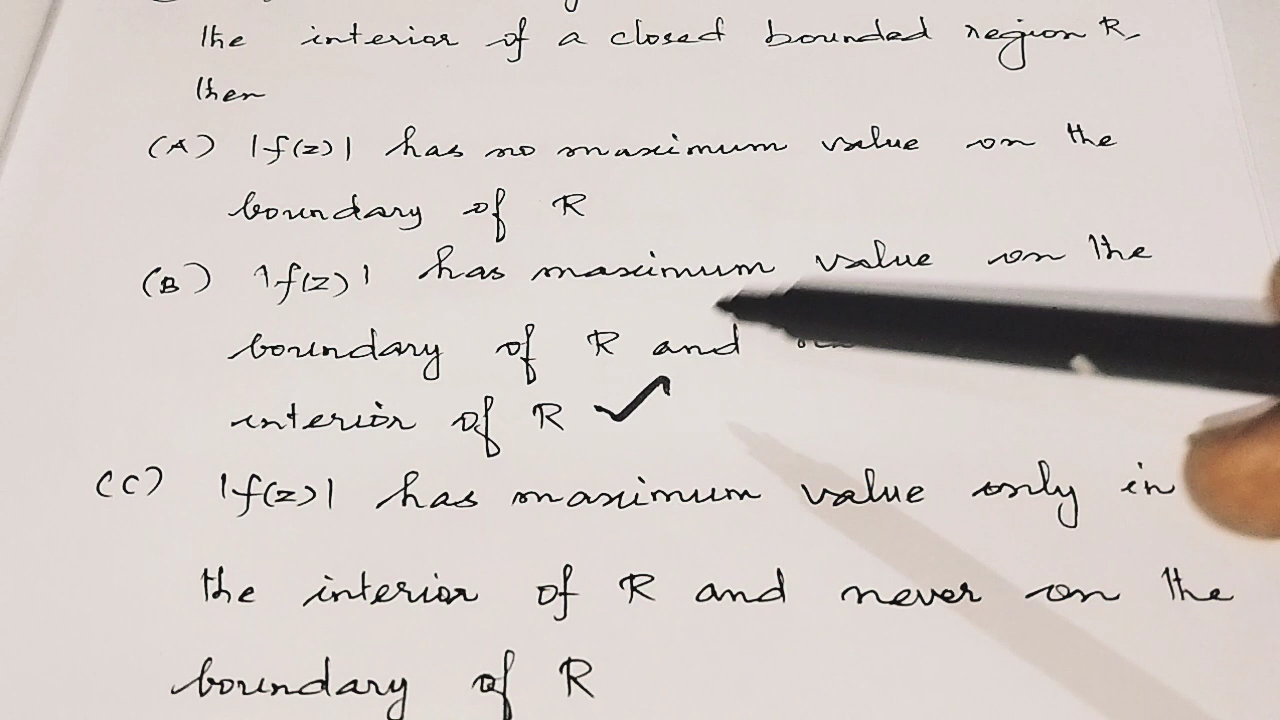 the interior of a closed bounded region R,
then
(A) |f(z)| has no maximum value on the
boundary of R
(B) |f(z)| has maximum value on the
boundary of R and
interior of R ✓
(C) |f(z)| has maximum value only in
the interior of R and never on the
boundary of R